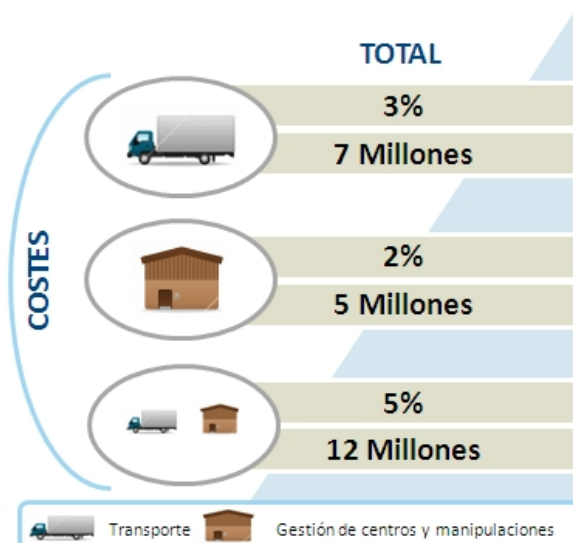 TOTAL
COSTES
3%
7 Millones
2%
5 Millones
5%
12 Millones
Transporte
Gestión de centros y manipulaciones